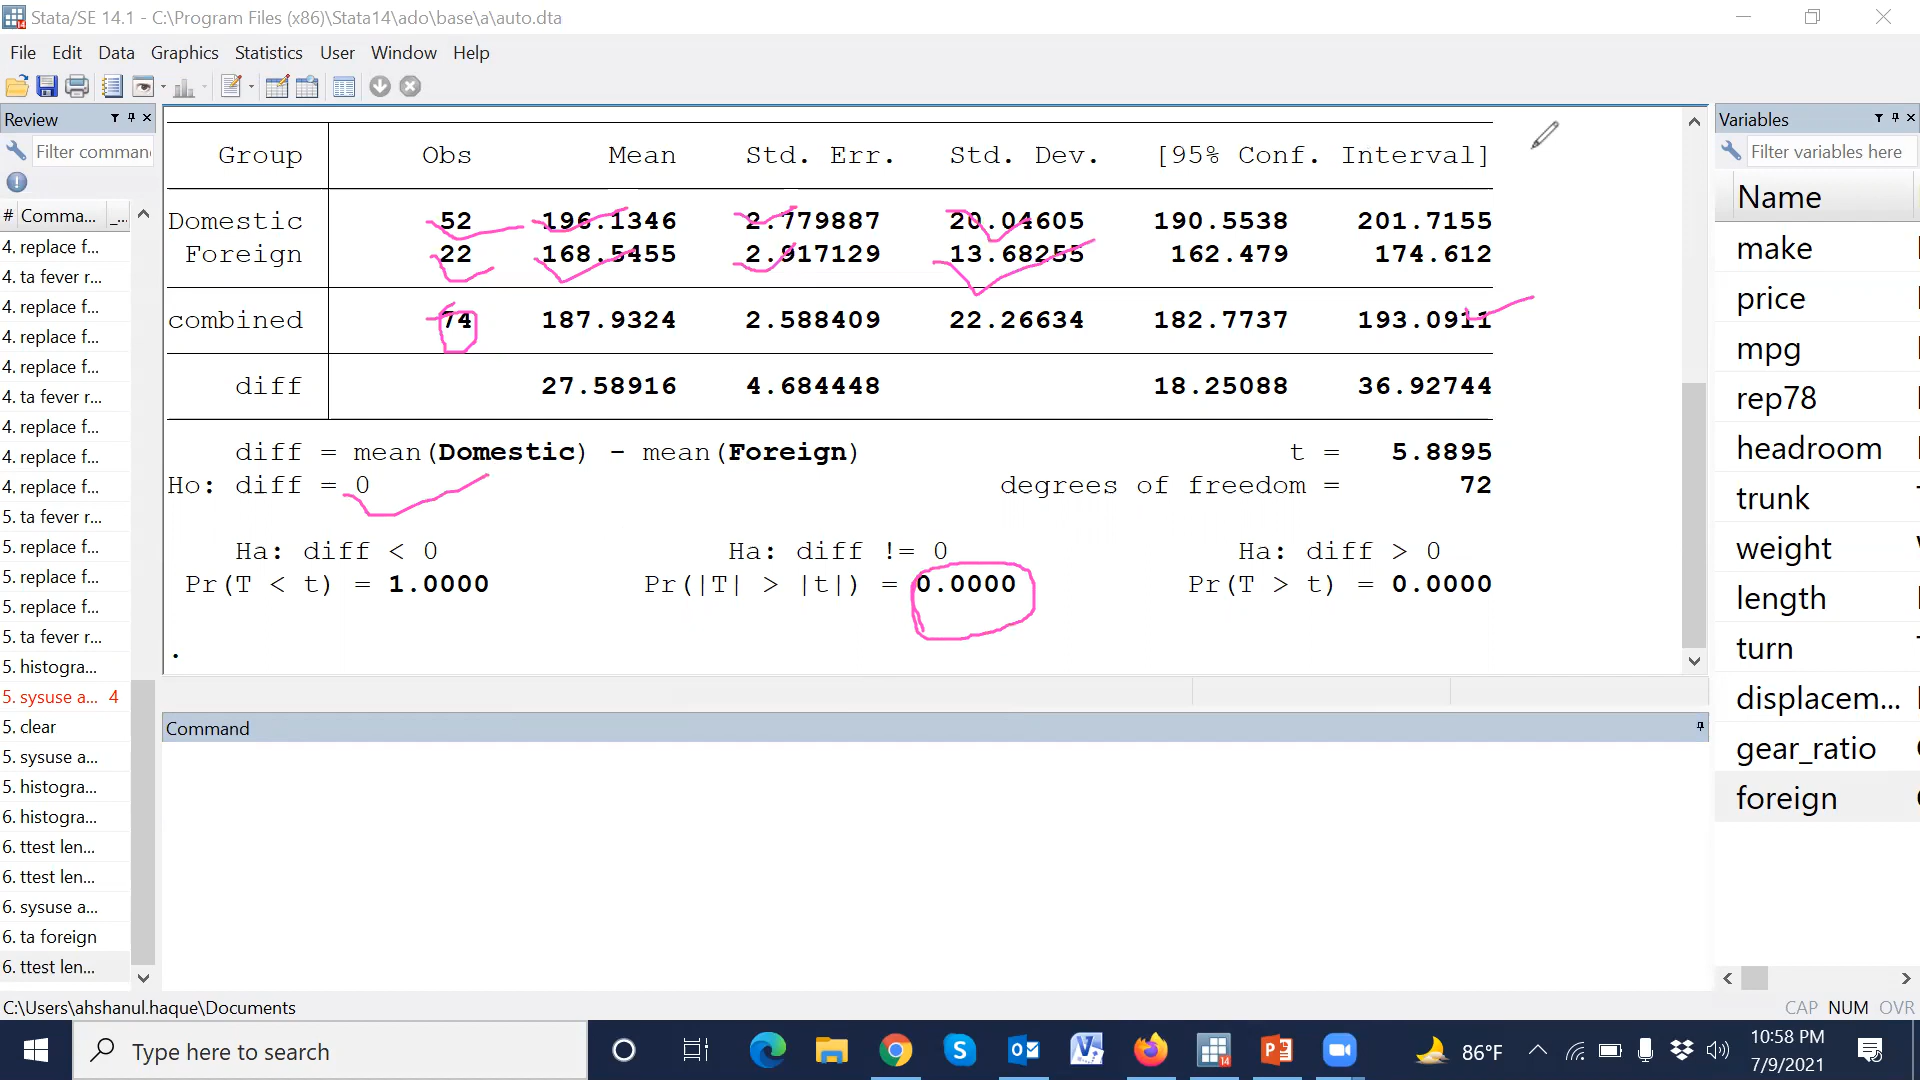 Stata/SE 14.1 - C:\Program Files (x86)\Stata14\ado\base\a\auto.dta
File Edit Data Graphics Statistics User Window Help
Review
Filter comman
# Comma... _...
4. replace f...
4. ta fever r...
4. replace f...
4. replace f...
4. replace f...
4. ta fever r...
4. replace f...
4. replace f...
4. replace f...
5. ta fever r...
5. replace f...
5. replace f...
5. replace f...
5. ta fever r...
5. histogra...
5. sysuse a... 4
5. clear
5. sysuse a...
5. histogra...
6. histogra...
6. ttest len...
6. ttest len...
6. sysuse a...
6. ta foreign
6. ttest len...
Group Obs Mean Std. Err. Std. Dev. [95% Conf. Interval]
Domestic 52 196.1346 2.779887 20.04605 190.5538 201.7155
Foreign 22 168.5455 2.917129 13.68255 162.479 174.612
combined 74 187.9324 2.588409 22.26634 182.7737 193.0911
diff 27.58916 4.684448 18.25088 36.92744
diff = mean(Domestic) - mean(Foreign) t = 5.8895
Ho: diff = 0 degrees of freedom = 72
Ha: diff < 0 Ha: diff != 0 Ha: diff > 0
Pr(T < t) = 1.0000 Pr(|T| > |t|) = 0.0000 Pr(T > t) = 0.0000
.
Command
Variables
Filter variables here
Name
make
price
mpg
rep78
headroom
trunk
weight
length
turn
displacem...
gear_ratio
foreign
C:\Users\ahshanul.haque\Documents
CAP NUM OVR
Type here to search
86°F
10:58 PM
7/9/2021